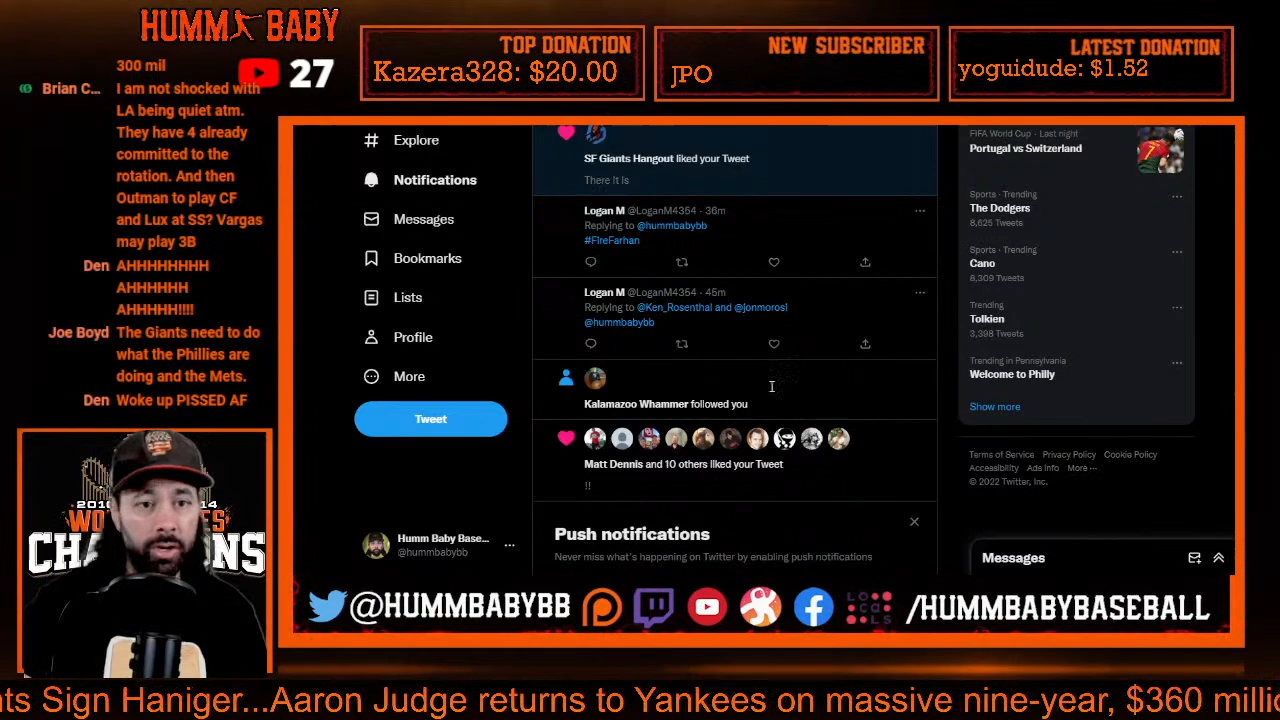 HUMM BABY
27
TOP DONATION
Kazera328: $20.00
NEW SUBSCRIBER
JPO
LATEST DONATION
yoguidude: $1.52
300 mil
Brian C... I am not shocked with
LA being quiet atm.
They have 4 already
committed to the
rotation. And then
Outman to play CF
and Lux at SS? Vargas
may play 3B
Den AHHHHHHHH
AHHHHHH
AHHHH!!!!
Joe Boyd The Giants need to do
what the Phillies are
doing and the Mets.
Den Woke up PISSED AF
Explore
Notifications
Messages
Bookmarks
Lists
Profile
More
Tweet
Humm Baby Base...
@hummbabybb
SF Giants Hangout liked your Tweet
There it is
Logan M @LoganM4354 · 36m
Replying to @hummbabybb
#FireFarhan
Logan M @LoganM4354 · 45m
Replying to @Ken_Rosenthal and @jonmorosi
@hummbabybb
Kalamazoo Whammer followed you
Matt Dennis and 10 others liked your Tweet
!!
Push notifications
Never miss what's happening on Twitter by enabling push notifications
FIFA World Cup · Last night
Portugal vs Switzerland
Sports · Trending
The Dodgers
8,625 Tweets
Sports · Trending
Cano
8,309 Tweets
Trending
Tolkien
3,398 Tweets
Trending in Pennsylvania
Welcome to Philly
Show more
Terms of Service Privacy Policy Cookie Policy
Accessibility Ads info More ···
© 2022 Twitter, Inc.
Messages
@HUMMBABYBB
LOCALS
/HUMMBABYBASEBALL
nts Sign Haniger...Aaron Judge returns to Yankees on massive nine-year, $360 millio